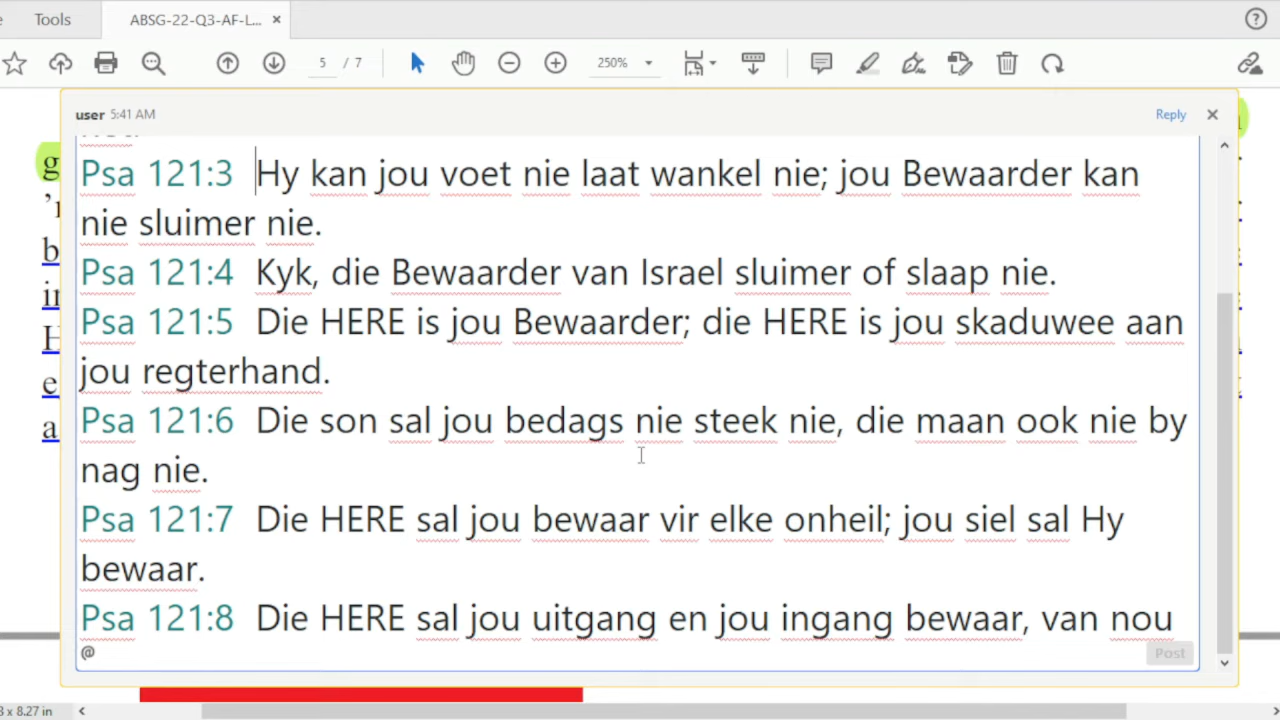 Tools
ABSG-22-Q3-AF-L... ×
5 / 7
250%
user 5:41 AM
Reply
Psa 121:3 Hy kan jou voet nie laat wankel nie; jou Bewaarder kan
nie sluimer nie.
Psa 121:4 Kyk, die Bewaarder van Israel sluimer of slaap nie.
Psa 121:5 Die HERE is jou Bewaarder; die HERE is jou skaduwee aan
jou regterhand.
Psa 121:6 Die son sal jou bedags nie steek nie, die maan ook nie by
nag nie.
Psa 121:7 Die HERE sal jou bewaar vir elke onheil; jou siel sal Hy
bewaar.
Psa 121:8 Die HERE sal jou uitgang en jou ingang bewaar, van nou
@
Post
x 8.27 in